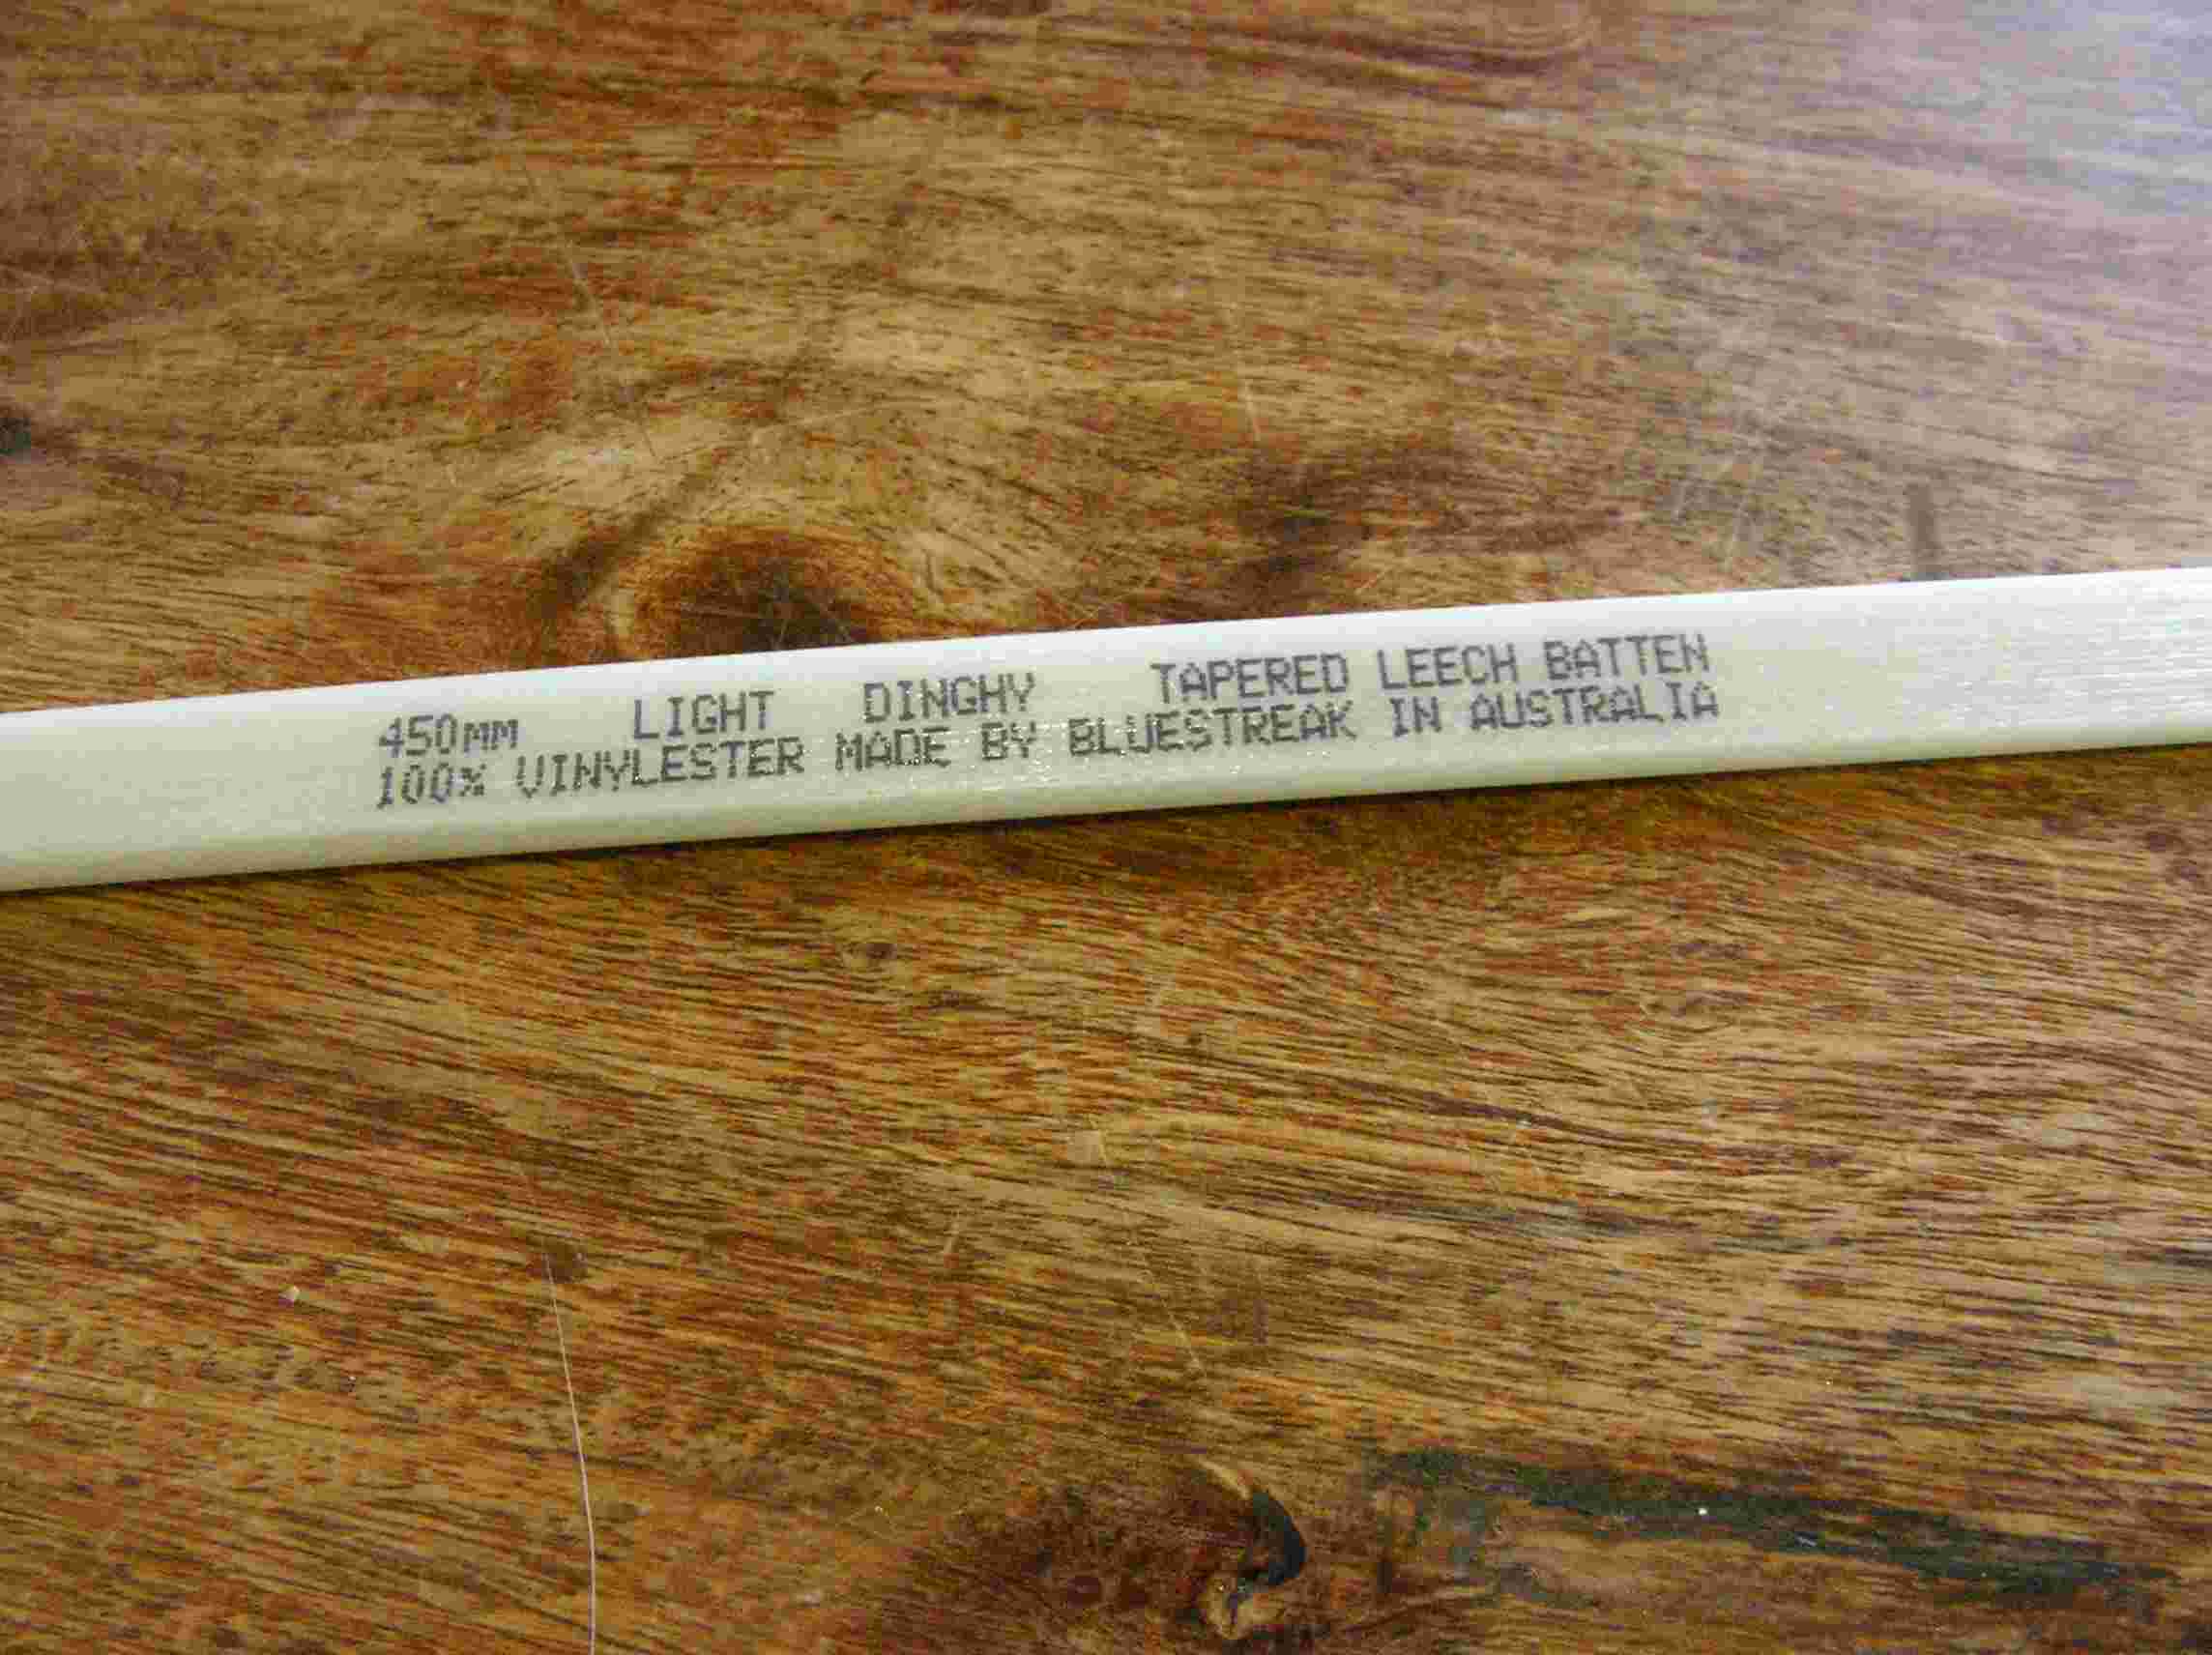 450mm LIGHT DINGHY TAPERED LEECH BATTEN
100% VINYLESTER MADE BY BLUESTREAK IN AUSTRALIA